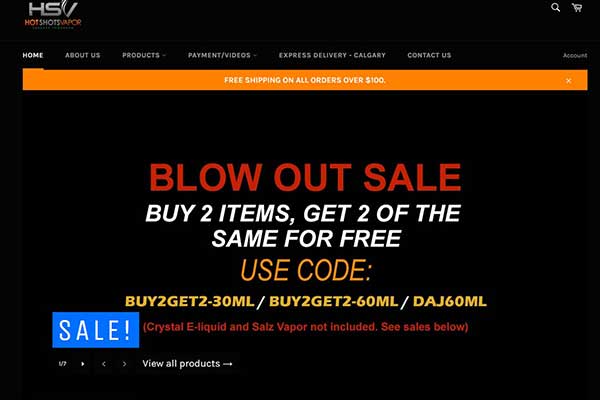 HSV
HOTSHOTSVAPOR
HOME ABOUT US PRODUCTS PAYMENT/VIDEOS EXPRESS DELIVERY - CALGARY CONTACT US Account
FREE SHIPPING ON ALL ORDERS OVER $100. ×
BLOW OUT SALE
BUY 2 ITEMS, GET 2 OF THE
SAME FOR FREE
USE CODE:
BUY2GET2-30ML / BUY2GET2-60ML / DAJ60ML
SALE! (Crystal E-liquid and Salz Vapor not included. See sales below)
1/7 View all products →